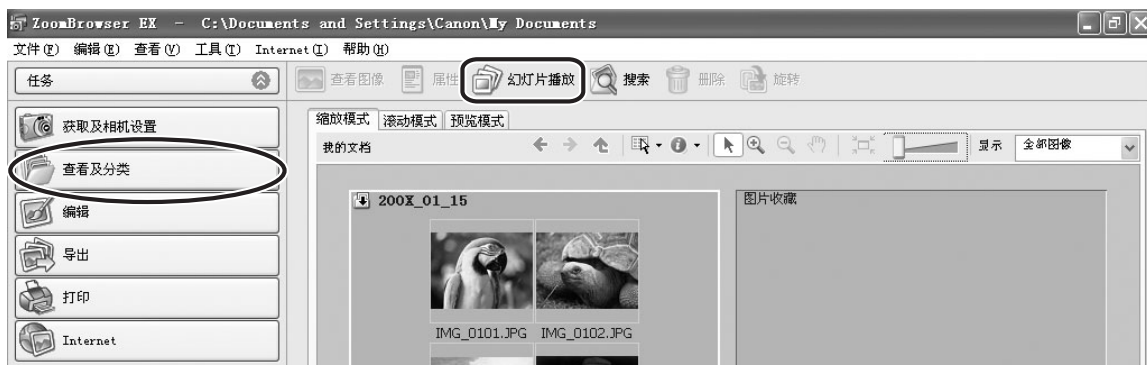 ZoomBrowser EX - C:\Documents and Settings\Canon\My Documents
文件(F) 编辑(E) 查看(V) 工具(T) Internet(I) 帮助(H)
任务
查看图像 属性 幻灯片播放 搜索 删除 旋转
获取及相机设置
查看及分类
编辑
导出
打印
Internet
缩放模式 滚动模式 预览模式
我的文档
显示 全部图像
200X_01_15
图片收藏
IMG_0101.JPG IMG_0102.JPG